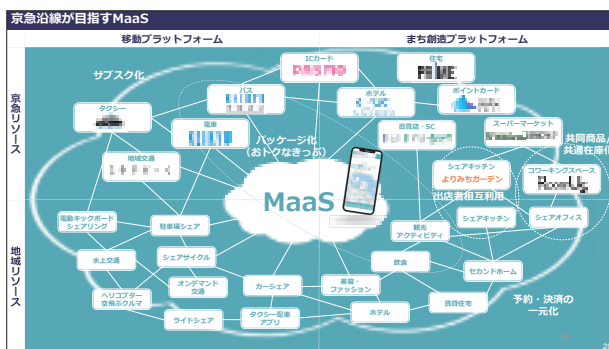 京急沿線が目指すMaaS
移動プラットフォーム
まち創造プラットフォーム
京急リソース
地域リソース
サブスク化
ICカード
住宅
バス
ホテル
ポイントカード
タクシー
電車
百貨店・SC
スーパーマーケット
パッケージ化
(おトクなきっぷ)
共同商品/
共通在庫化
地域交通
シェアキッチン
よりみちガーデン
コワーキングスペース
MaaS
出店者相互利用
電動キックボード
シェアリング
駐車場シェア
観光
アクティビティ
シェアキッチン
シェアオフィス
水上交通
シェアサイクル
飲食
セカンドホーム
オンデマンド
交通
カーシェア
美容・
ファッション
ヘリコプター
空飛ぶクルマ
賃貸住宅
予約・決済の
一元化
ライドシェア
タクシー配車
アプリ
ホテル